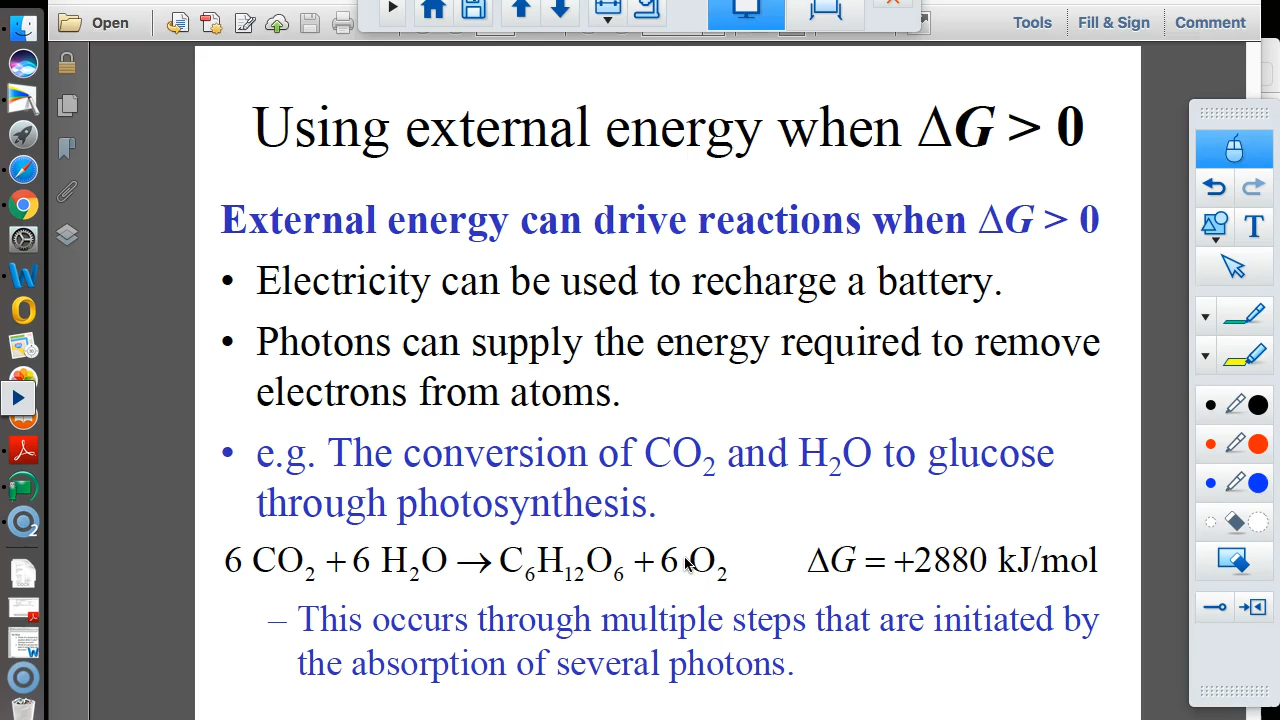 Open
Tools
Fill & Sign
Comment
Using external energy when ΔG > 0
External energy can drive reactions when ΔG > 0
• Electricity can be used to recharge a battery.
• Photons can supply the energy required to remove
electrons from atoms.
• e.g. The conversion of CO₂ and H₂O to glucose
through photosynthesis.
6 CO₂ + 6 H₂O → C₆H₁₂O₆ + 6 O₂ ΔG = +2880 kJ/mol
– This occurs through multiple steps that are initiated by
the absorption of several photons.